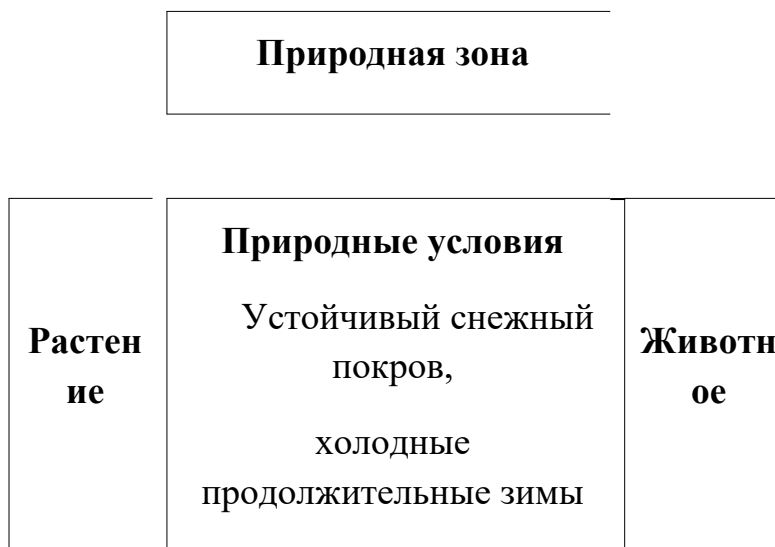 Природная зона
Природные условия
Устойчивый снежный
покров,
холодные
продолжительные зимы
Растен
ие
Животн
ое